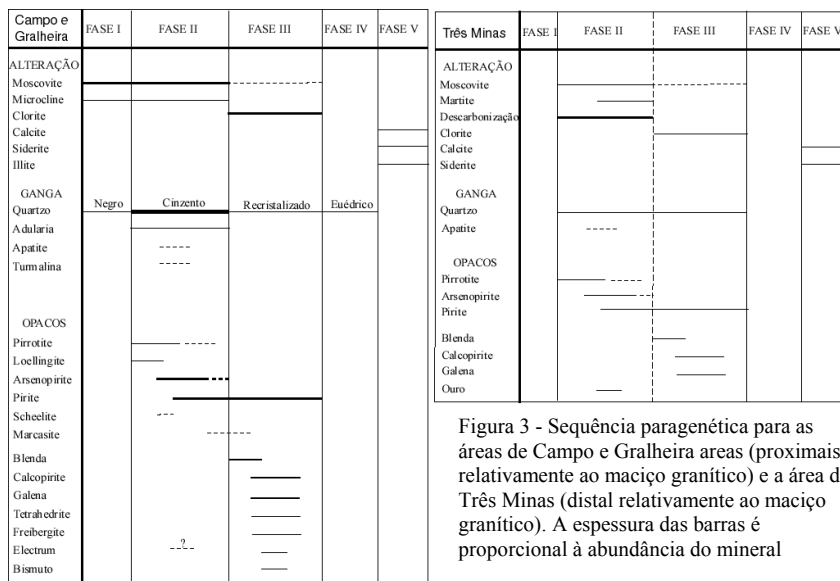 Campo e
Gralheira
FASE I FASE II FASE III FASE IV FASE V
ALTERAÇÃO
Moscovite
Microclina
Clorite
Calcite
Siderite
Illite
GANGA
Quartzo Negro Cinzento Recristalizado Euédrico
Adularia
Apatite
Turmalina
OPACOS
Pirrotite
Loellingite
Arsenopirite
Pirite
Scheelite
Marcasite
Blenda
Calcopirite
Galena
Tetrahedrite
Freibergite
Electrum ?
Bismuto
Três Minas FASE I FASE II FASE III FASE IV FASE V
ALTERAÇÃO
Moscovite
Martite
Descarbonização
Clorite
Calcite
Siderite
GANGA
Quartzo
Apatite
OPACOS
Pirrotite
Arsenopirite
Pirite
Blenda
Calcopirite
Galena
Ouro
Figura 3 - Sequência paragenética para as
áreas de Campo e Gralheira areas (proximais
relativamente ao maciço granítico) e a área d
Três Minas (distal relativamente ao maciço
granítico). A espessura das barras é
proporcional à abundância do mineral